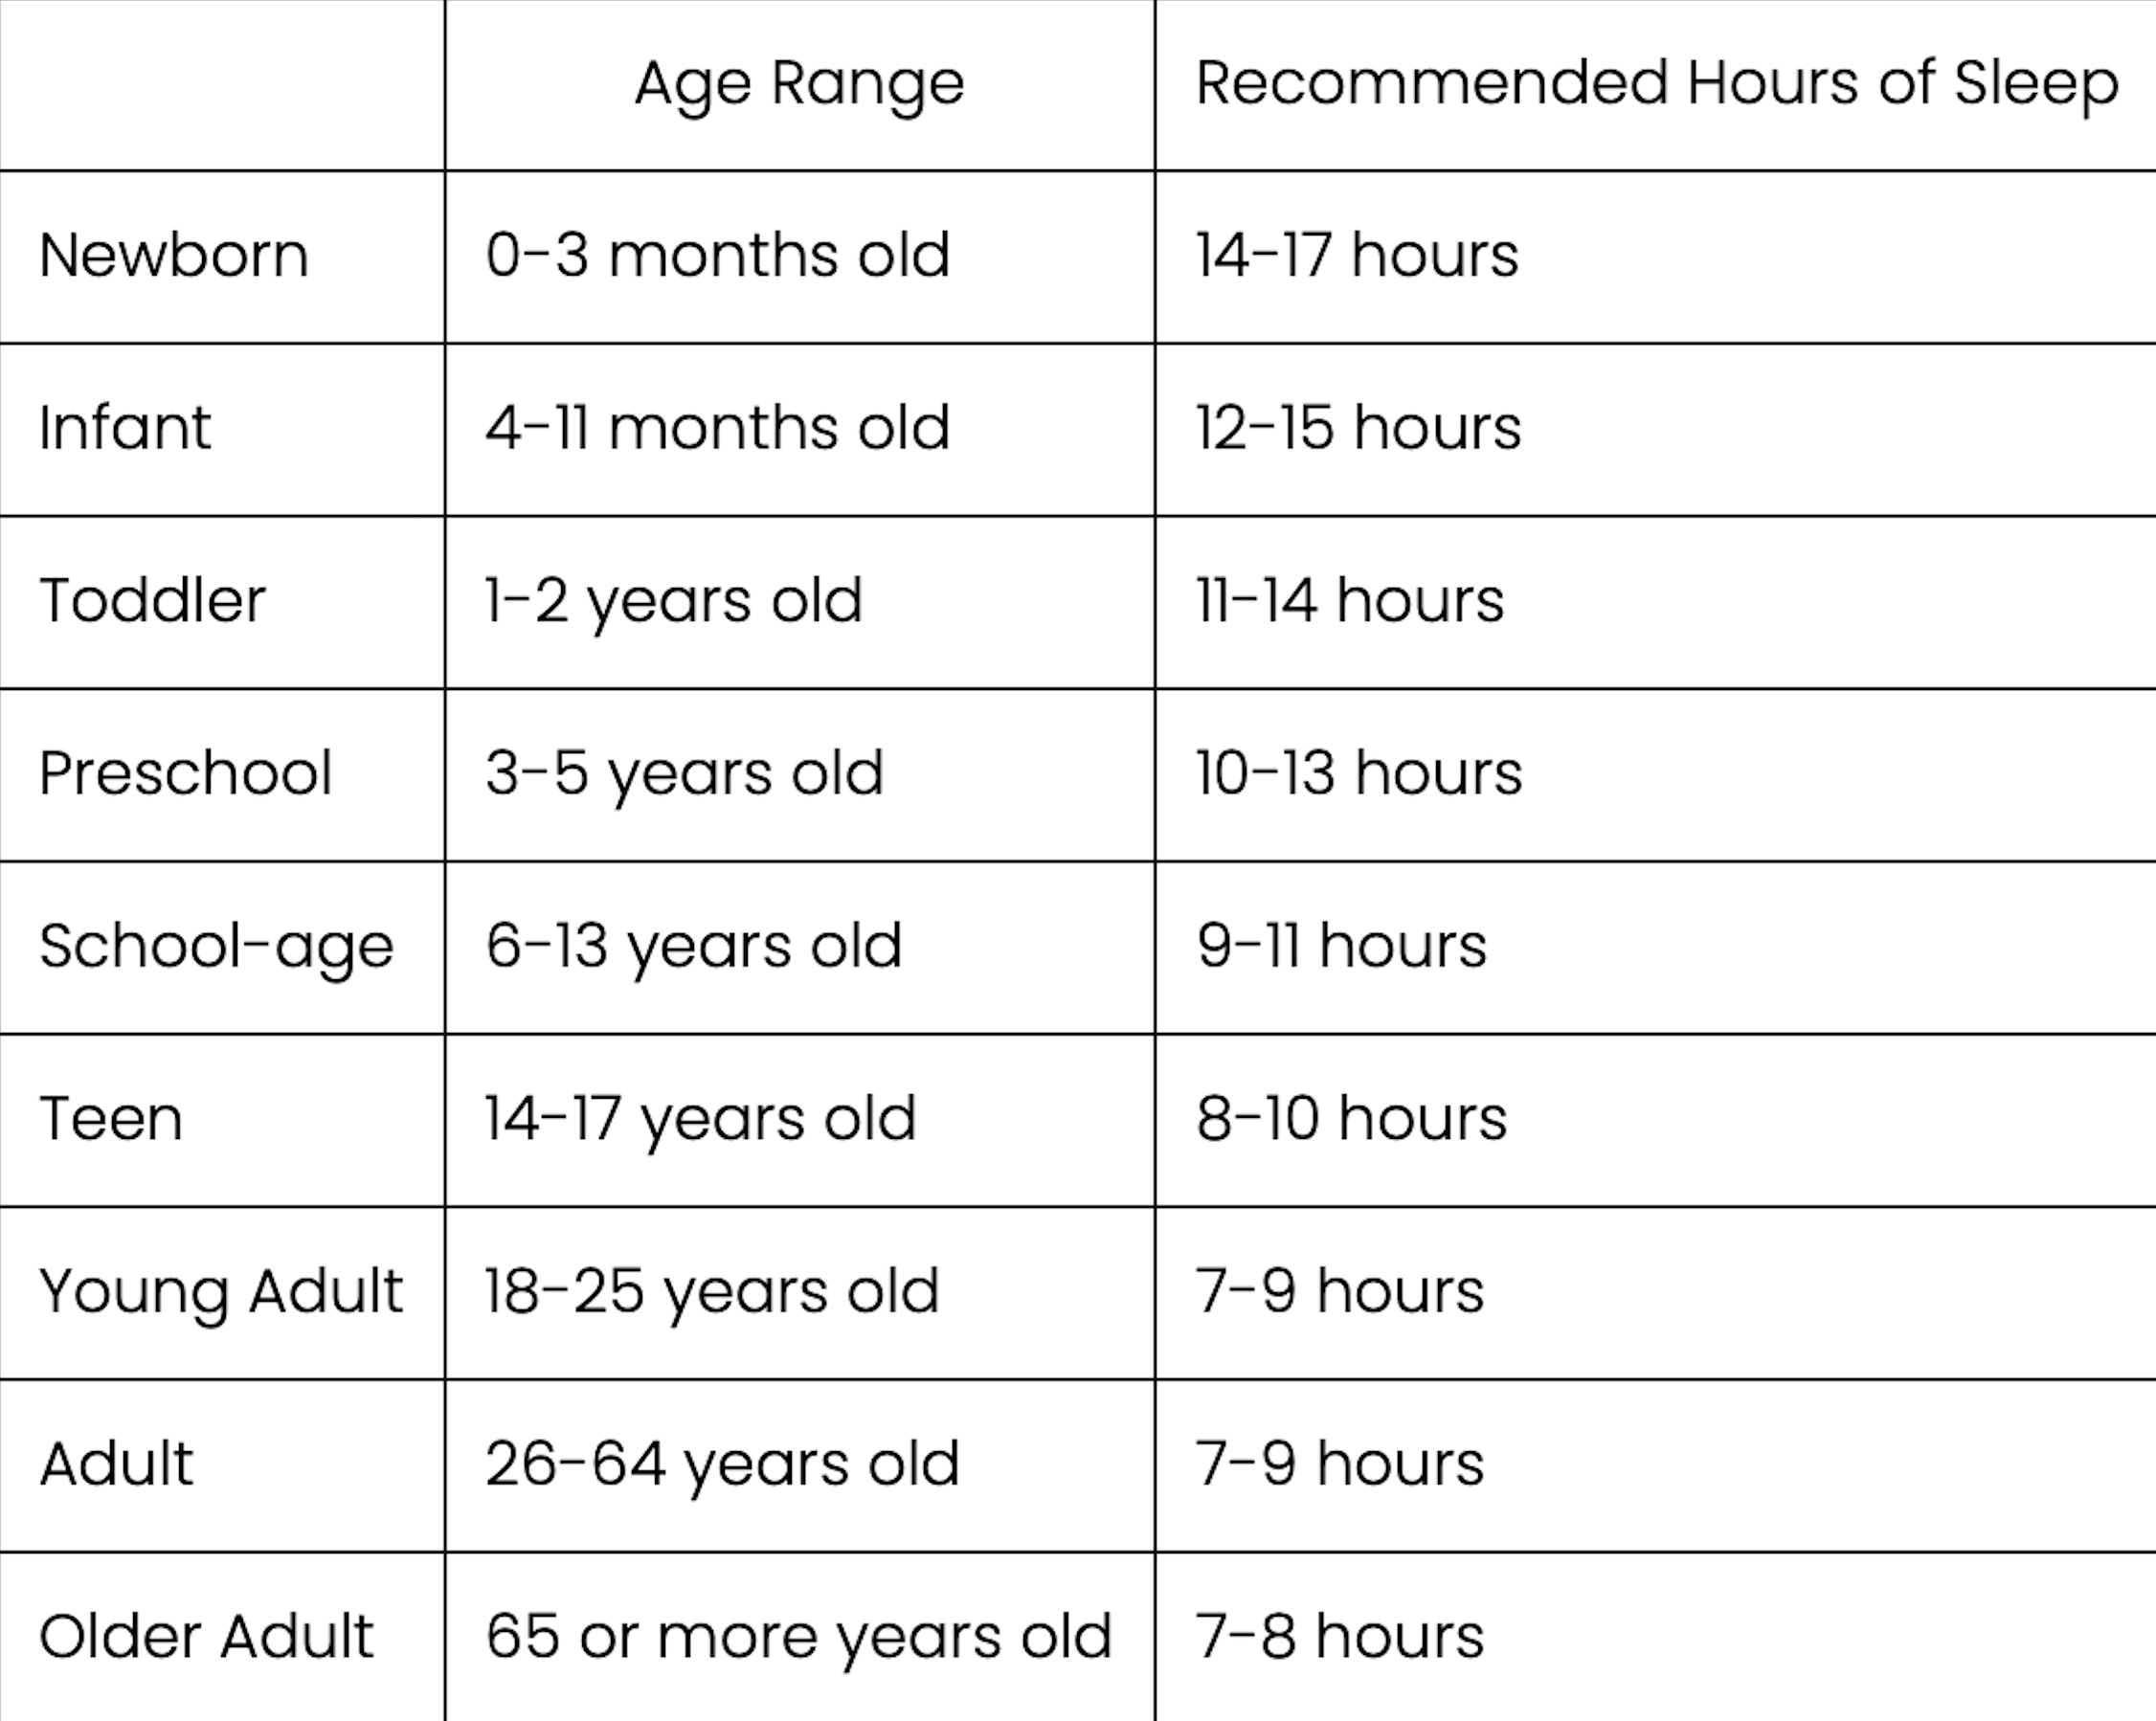 Age Range Recommended Hours of Sleep
Newborn 0-3 months old 14-17 hours
Infant 4-11 months old 12-15 hours
Toddler 1-2 years old 11-14 hours
Preschool 3-5 years old 10-13 hours
School-age 6-13 years old 9-11 hours
Teen 14-17 years old 8-10 hours
Young Adult 18-25 years old 7-9 hours
Adult 26-64 years old 7-9 hours
Older Adult 65 or more years old 7-8 hours